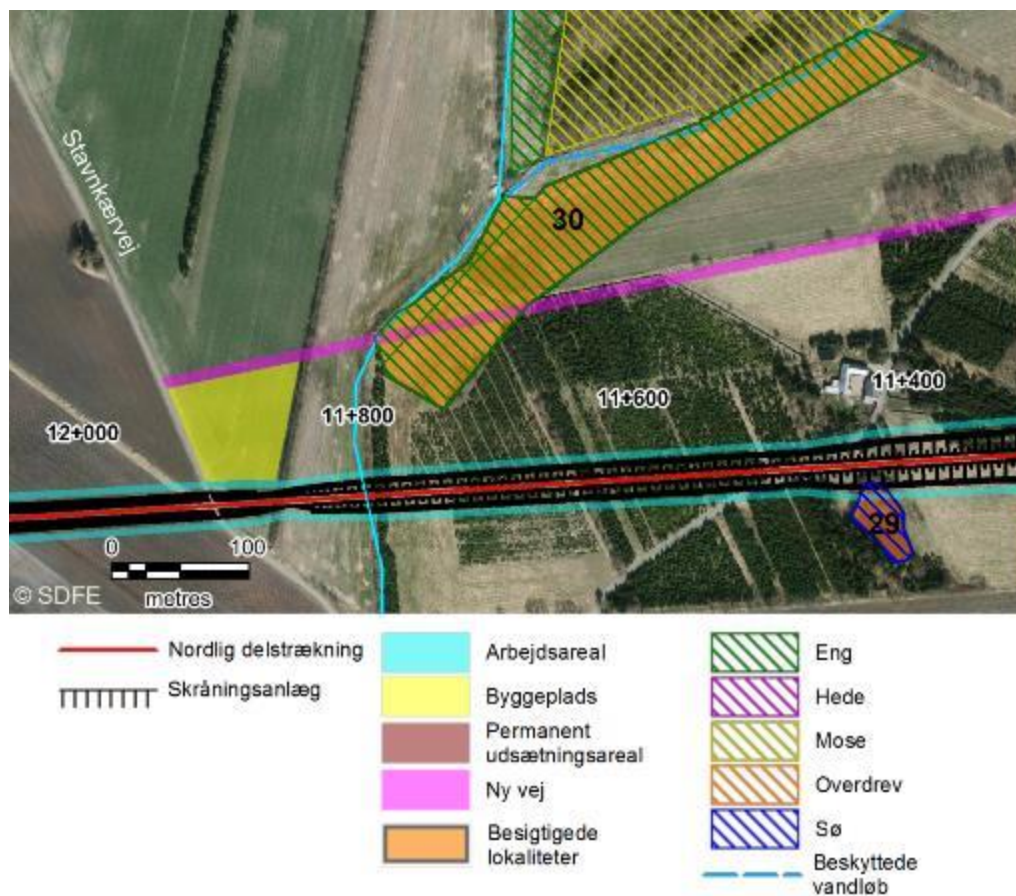 Stavnkærvej
30
11+400
11+600
11+800
12+000
29
0 100
metres
© SDFE
Nordlig delstrækning
Skråningsanlæg
Arbejdsareal
Byggeplads
Permanent
udsætningsareal
Ny vej
Besigtigede
lokaliteter
Eng
Hede
Mose
Overdrev
Sø
Beskyttede
vandløb